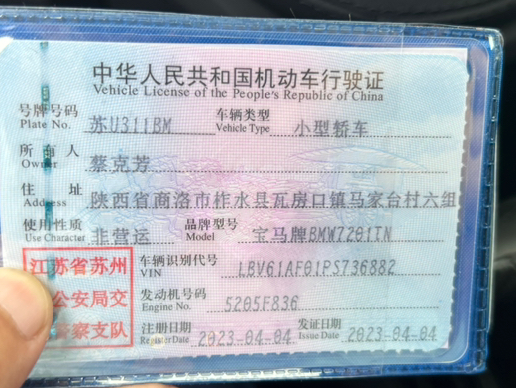 中华人民共和国机动车行驶证
Vehicle License of the People's Republic of China
号牌号码 苏U311BM 车辆类型 小型轿车
Plate No. Vehicle Type
所有人 蔡克芳
Owner
住址 陕西省商洛市柞水县瓦房口镇马家台村六组
Address
使用性质 非营运 品牌型号 宝马牌BMW7201TN
Use Character Model
江苏省苏州 车辆识别代号 LBV61AF01PS736882
VIN
公安局交 发动机号码 5205F836
Engine No.
警察支队 注册日期 2023-04-04 发证日期 2023-04-04
Register Date Issue Date